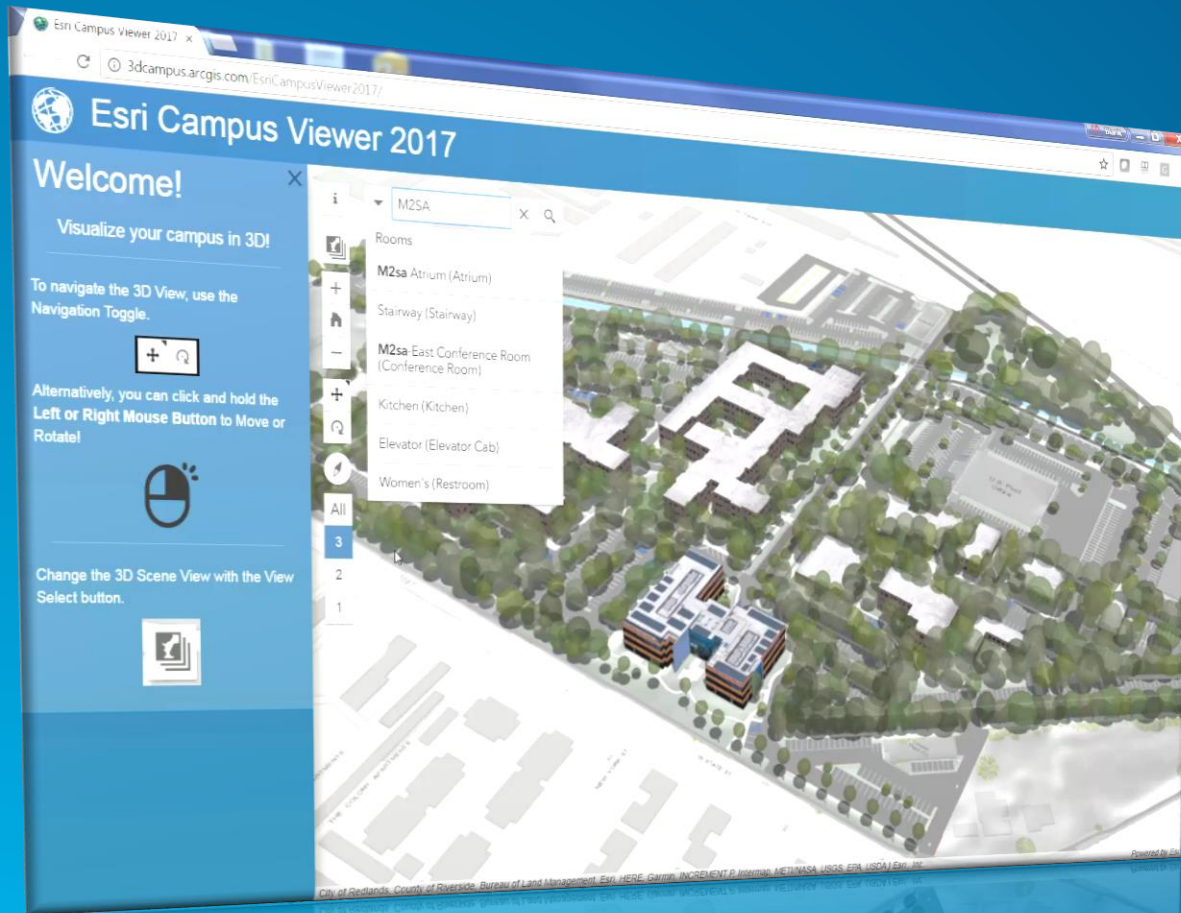 Esri Campus Viewer 2017
3dcampus.arcgis.com/EsriCampusViewer2017/
Esri Campus Viewer 2017
Welcome!
Visualize your campus in 3D!
To navigate the 3D View, use the
Navigation Toggle.
Alternatively, you can click and hold the
Left or Right Mouse Button to Move or
Rotate!
Change the 3D Scene View with the View
Select button.
M2SA
Rooms
M2sa Atrium (Atrium)
Stairway (Stairway)
M2sa-East Conference Room
(Conference Room)
Kitchen (Kitchen)
Elevator (Elevator Cab)
Women's (Restroom)
All
3
2
1
City of Redlands, County of Riverside, Bureau of Land Management, Esri, HERE, Garmin, INCREMENT P, Intermap, METI/NASA, USGS, EPA, USDA | Esri, Inc.
Powered by Esri